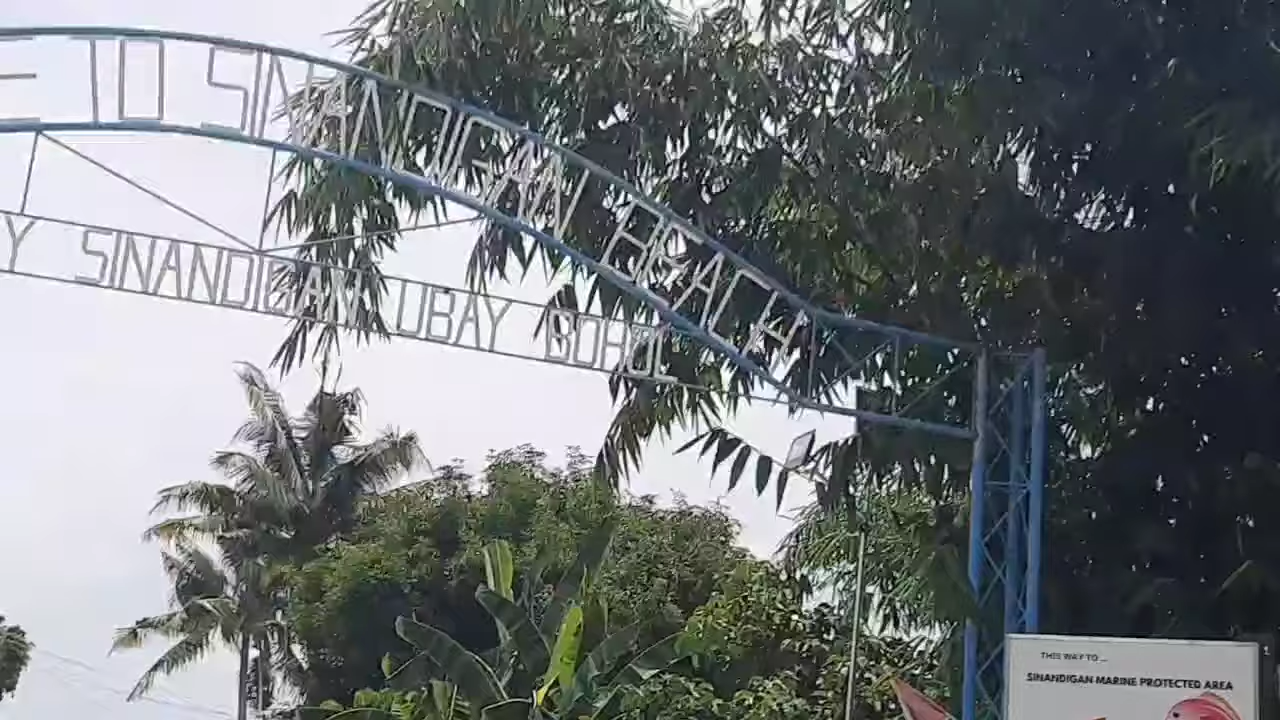 E TO SINANDIGAN BEACH
Y SINANDIGAN UBAY BOHOL
THIS WAY TO ...
SINANDIGAN MARINE PROTECTED AREA